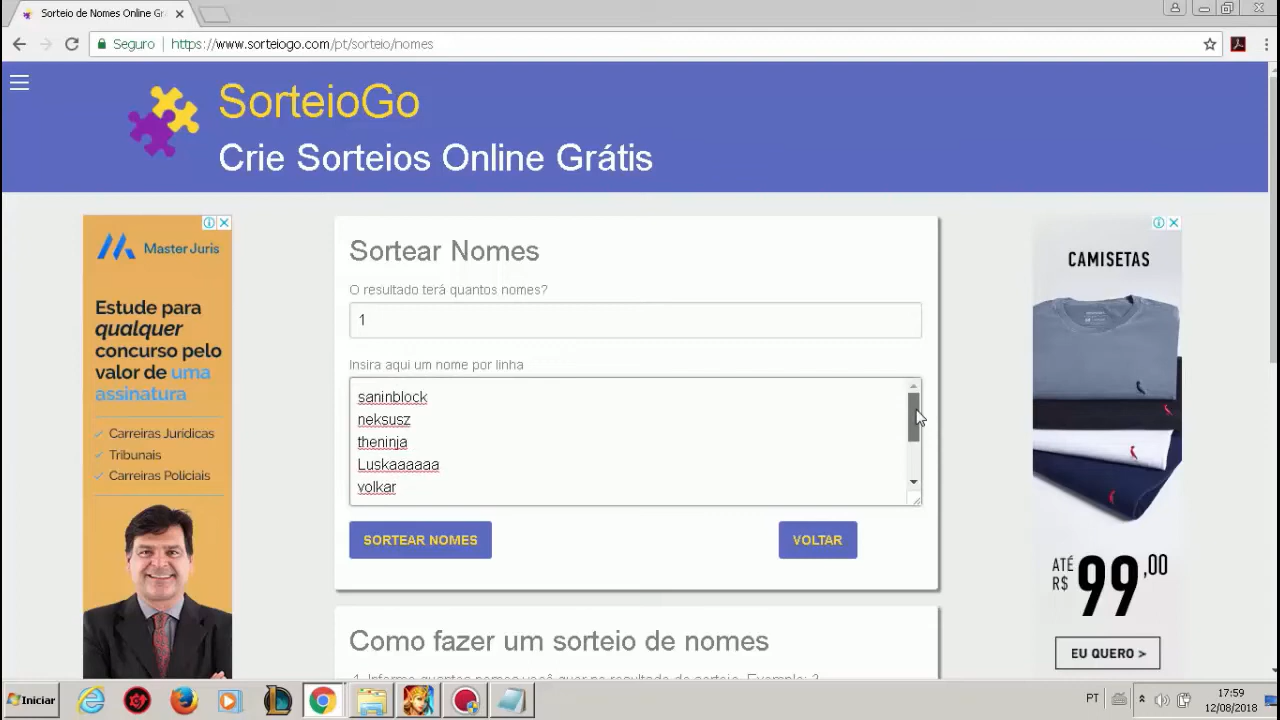 Sorteio de Nomes Online Gr
Seguro https://www.sorteiogo.com/pt/sorteio/nomes
SorteioGo
Crie Sorteios Online Grátis
Master Juris
Estude para
qualquer
concurso pelo
valor de uma
assinatura
Carreiras Jurídicas
Tribunais
Carreiras Policiais
Sortear Nomes
O resultado terá quantos nomes?
1
Insira aqui um nome por linha
saninblock
neksusz
theninja
Luskaaaaaa
volkar
SORTEAR NOMES VOLTAR
Como fazer um sorteio de nomes
CAMISETAS
ATÉ
R$ 99,00
EU QUERO >
Iniciar
PT
17:59
12/08/2018